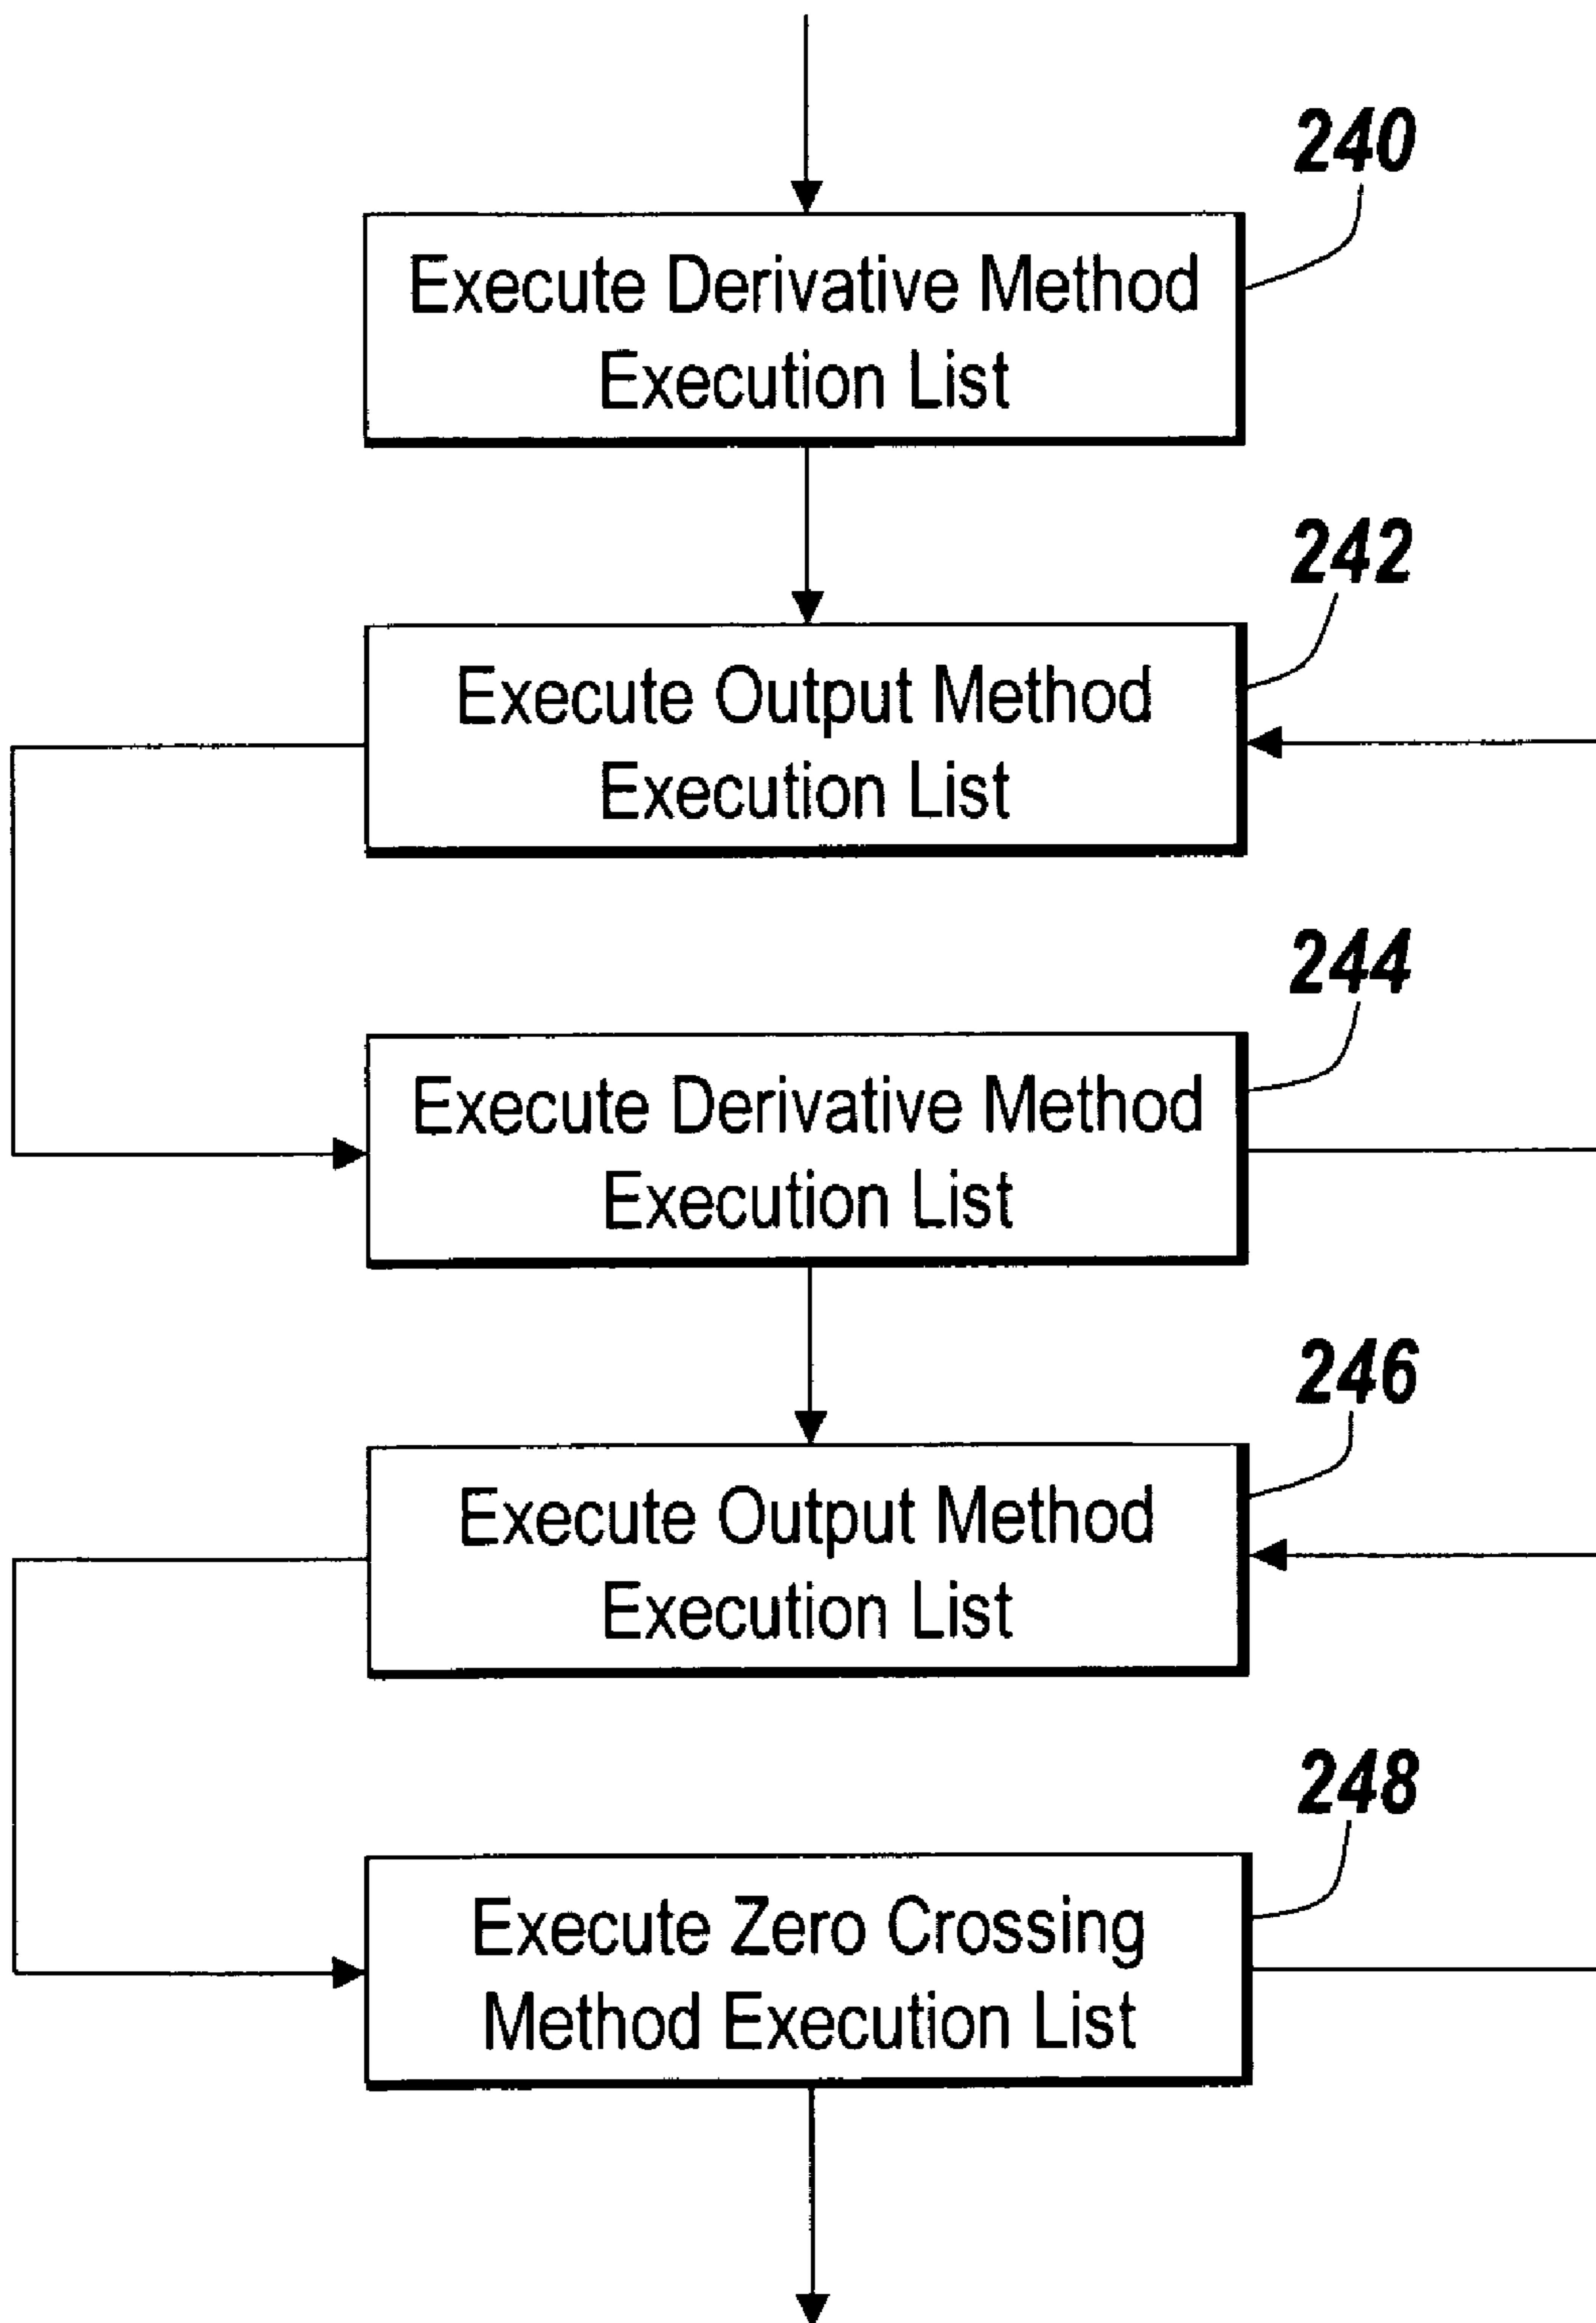 240
Execute Derivative Method
Execution List
242
Execute Output Method
Execution List
244
Execute Derivative Method
Execution List
246
Execute Output Method
Execution List
248
Execute Zero Crossing
Method Execution List